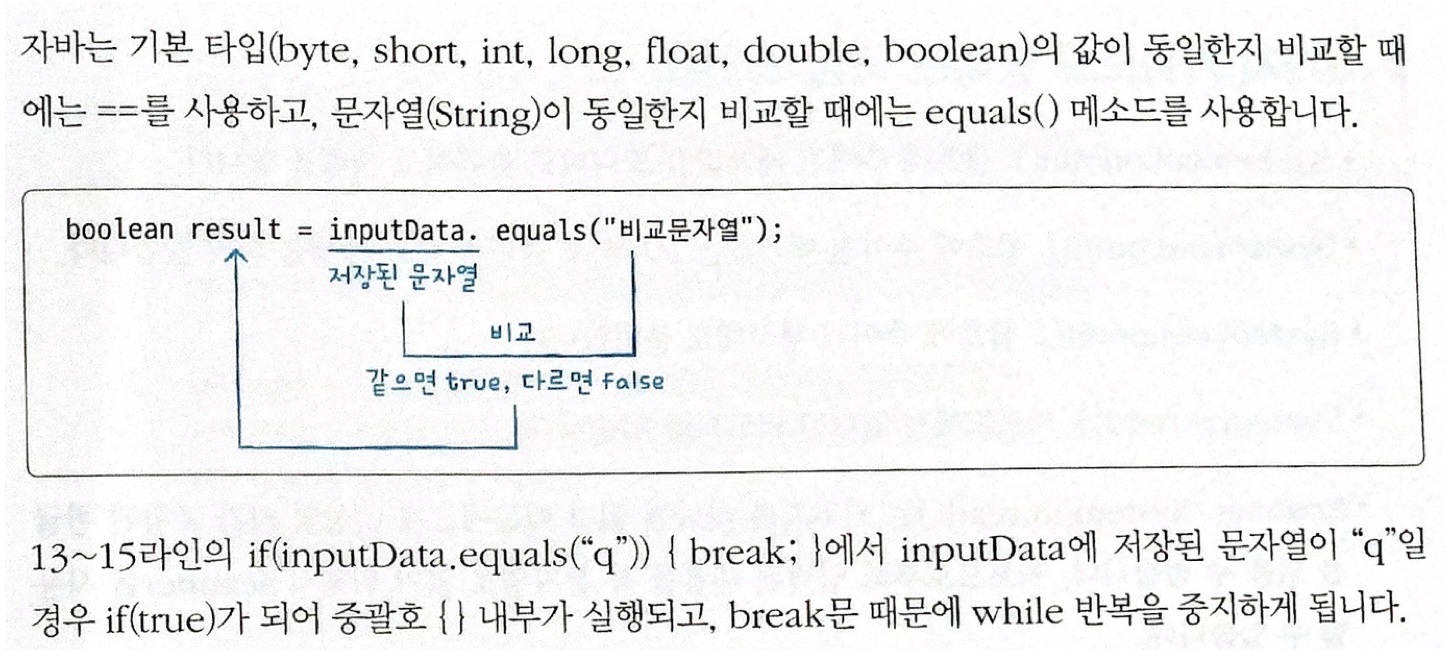 자바는 기본 타입(byte, short, int, long, float, double, boolean)의 값이 동일한지 비교할 때
에는 ==를 사용하고, 문자열(String)이 동일한지 비교할 때에는 equals() 메소드를 사용합니다.
boolean result = inputData. equals("비교문자열");
저장된 문자열
비교
같으면 true, 다르면 false
13~15라인의 if(inputData.equals(“q”)) { break; }에서 inputData에 저장된 문자열이 “q”일
경우 if(true)가 되어 중괄호 { } 내부가 실행되고, break문 때문에 while 반복을 중지하게 됩니다.